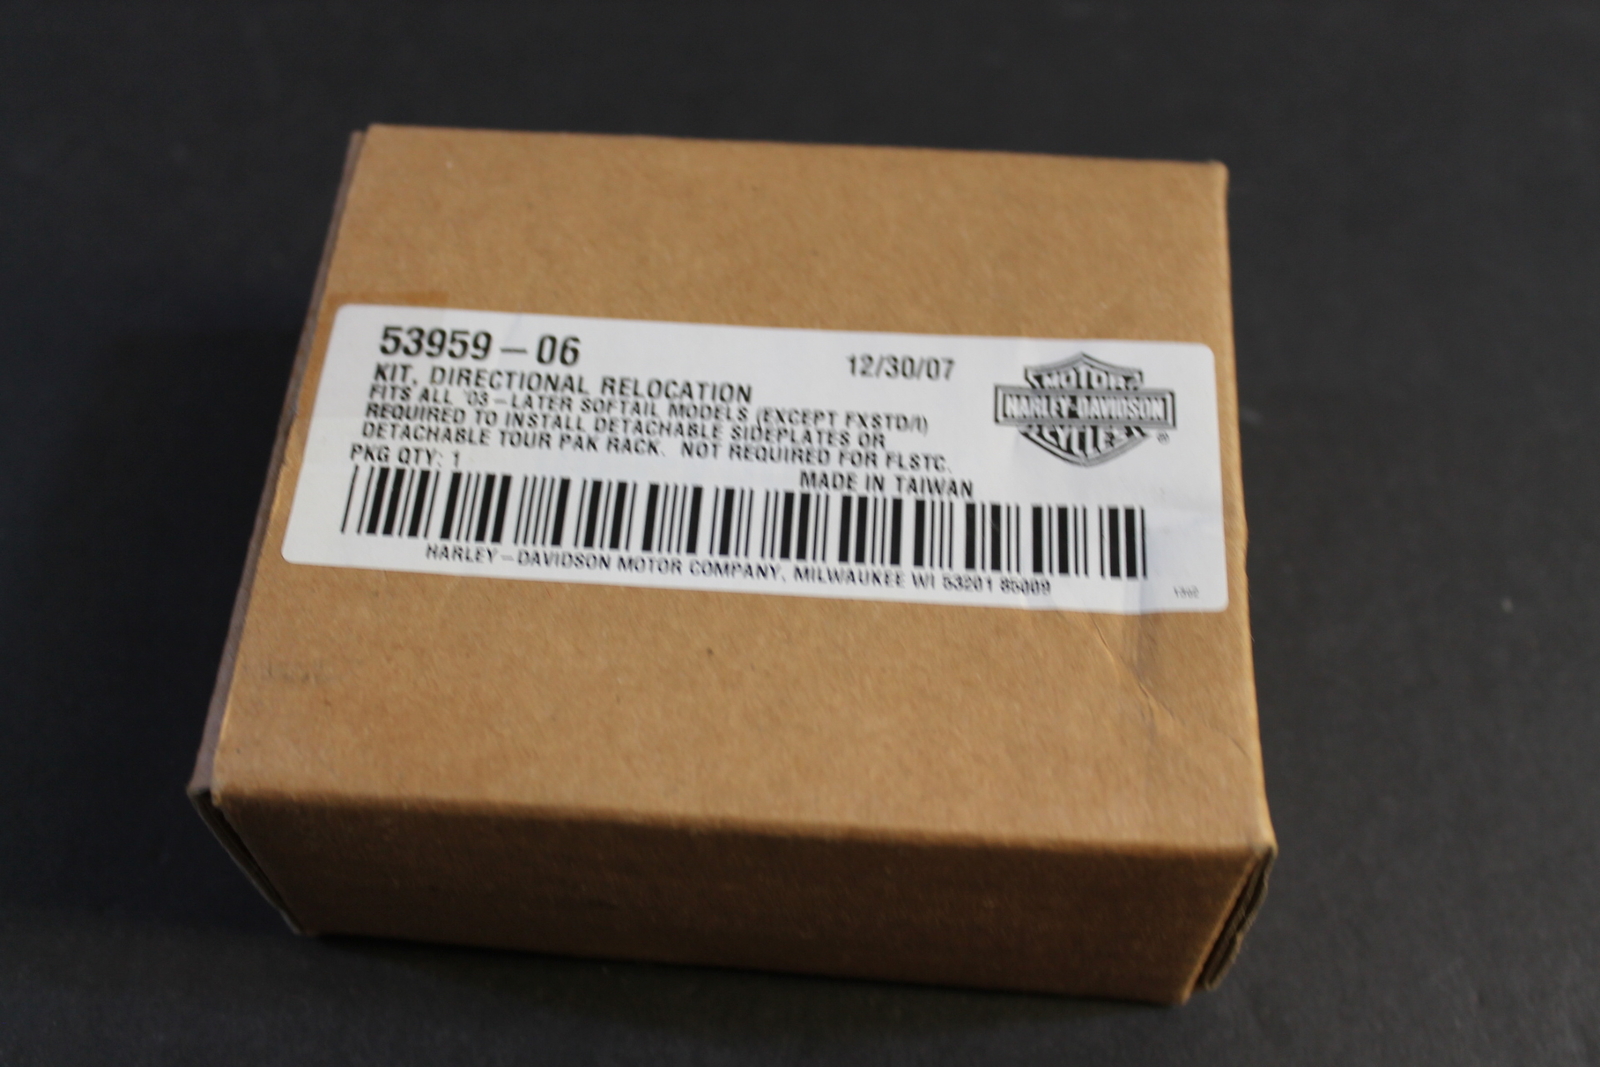 53959-06
12/30/07
KIT, DIRECTIONAL RELOCATION
FITS ALL '03-LATER SOFTAIL MODELS (EXCEPT FXSTD/I)
REQUIRED TO INSTALL DETACHABLE SIDEPLATES OR
DETACHABLE TOUR PAK RACK. NOT REQUIRED FOR FLSTC.
PKG QTY: 1
MADE IN TAIWAN
MOTOR
HARLEY-DAVIDSON
CYCLES
®
HARLEY-DAVIDSON MOTOR COMPANY, MILWAUKEE WI 53201 85009